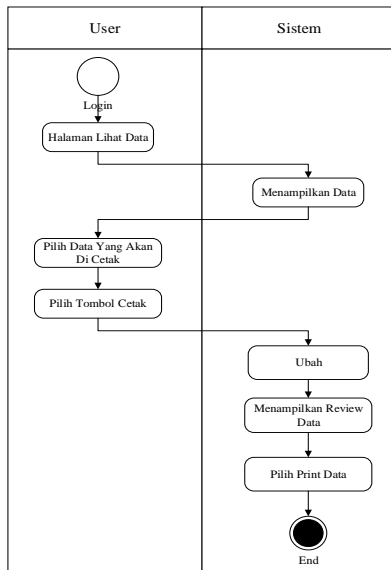 User
Sistem
Login
Halaman Lihat Data
Menampilkan Data
Pilih Data Yang Akan
Di Cetak
Pilih Tombol Cetak
Ubah
Menampilkan Review
Data
Pilih Print Data
End